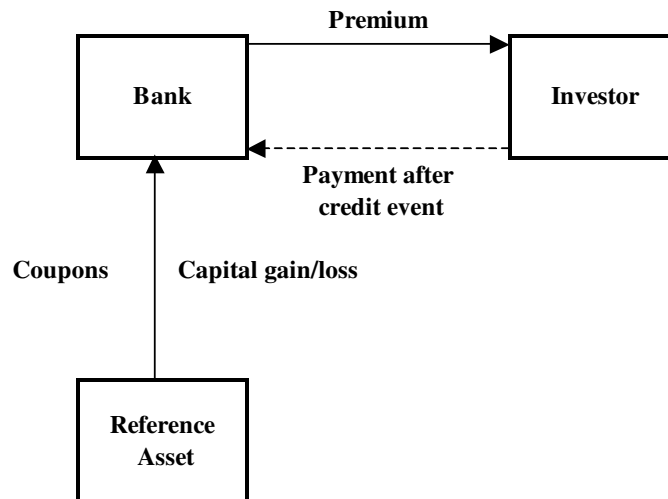 Premium
Bank
Investor
Payment after
credit event
Coupons
Capital gain/loss
Reference
Asset